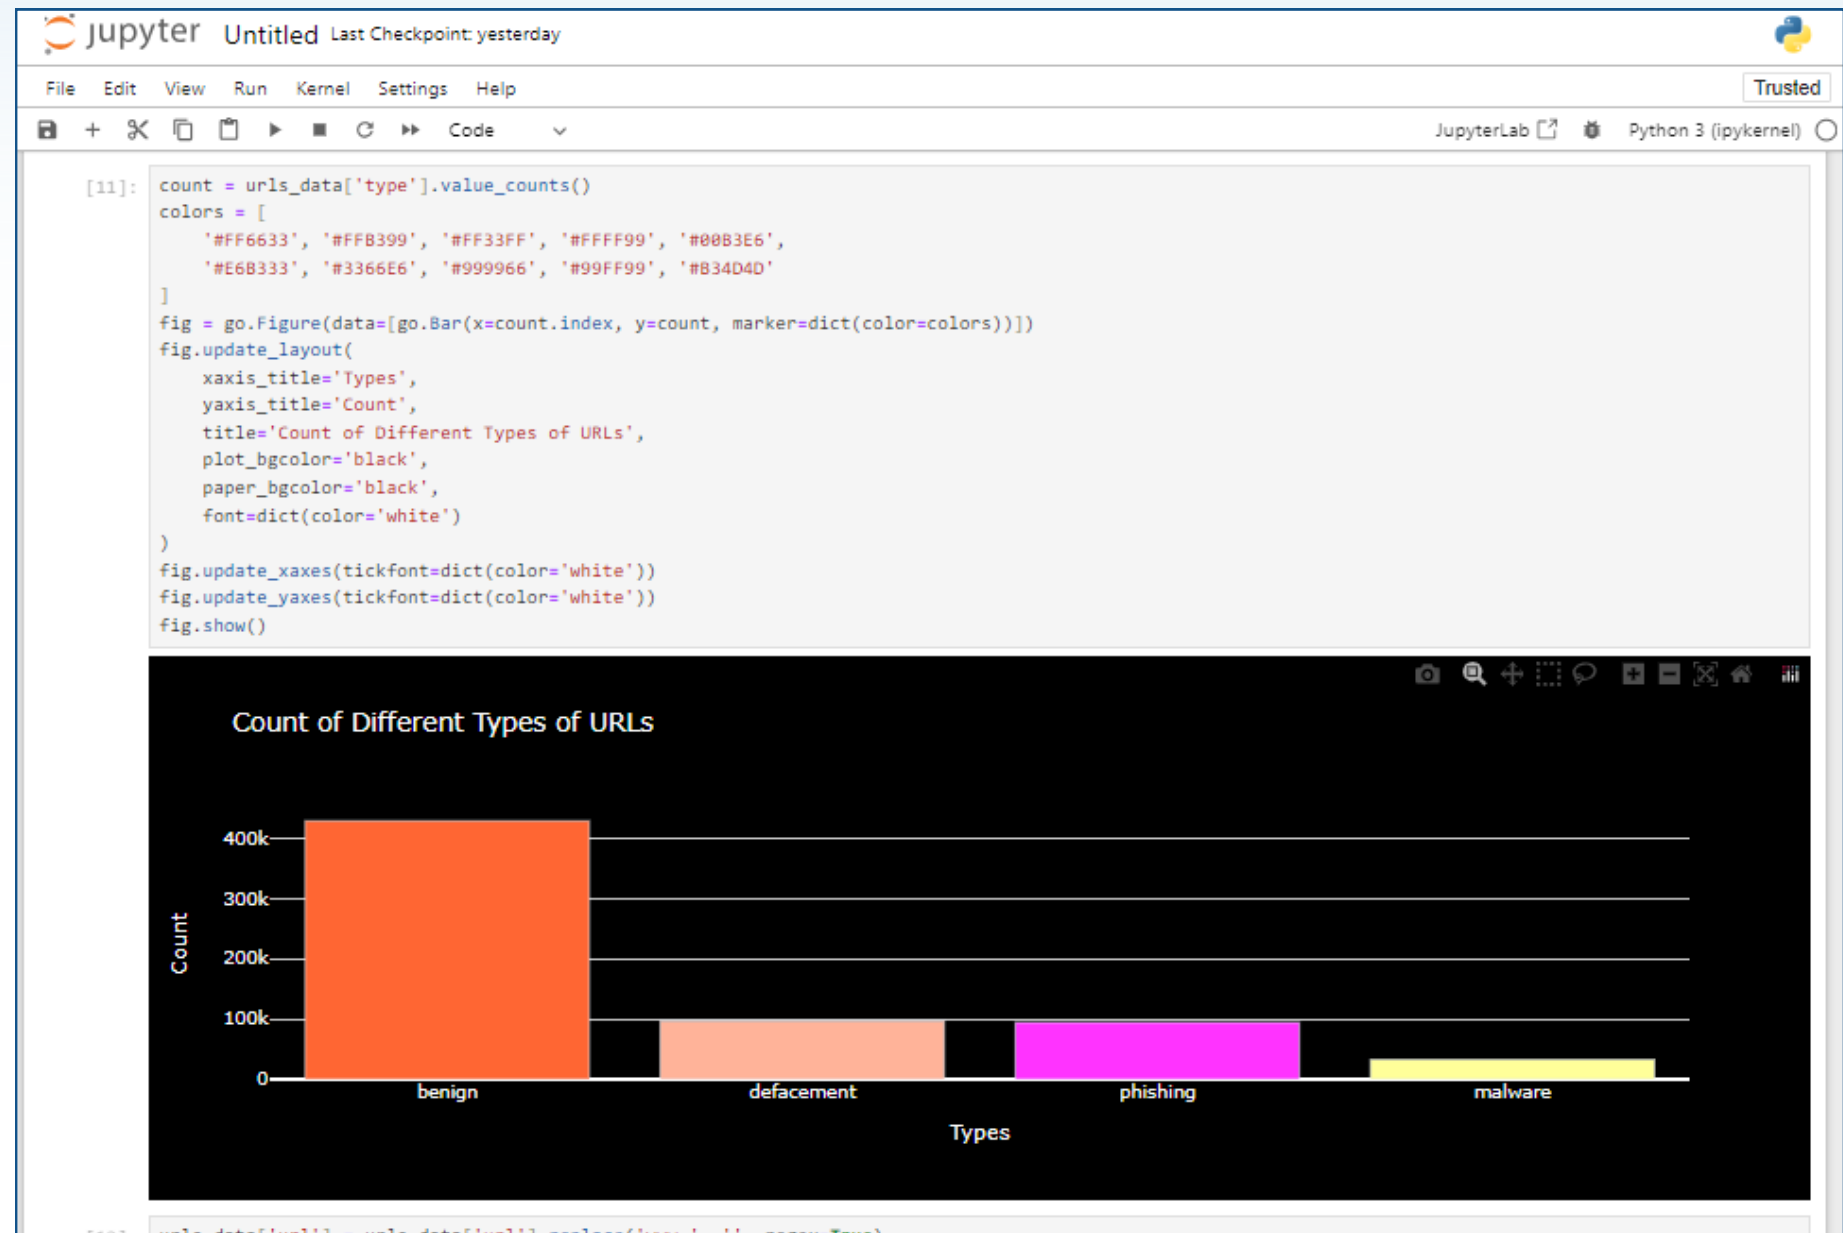 jupyter Untitled Last Checkpoint: yesterday
File Edit View Run Kernel Settings Help Trusted
Code JupyterLab Python 3 (ipykernel)
[11]: count = urls_data['type'].value_counts()
colors = [
'#FF6633', '#FFB399', '#FF33FF', '#FFFF99', '#00B3E6',
'#E6B333', '#3366E6', '#999966', '#99FF99', '#B34D4D'
]
fig = go.Figure(data=[go.Bar(x=count.index, y=count, marker=dict(color=colors))])
fig.update_layout(
xaxis_title='Types',
yaxis_title='Count',
title='Count of Different Types of URLs',
plot_bgcolor='black',
paper_bgcolor='black',
font=dict(color='white')
)
fig.update_xaxes(tickfont=dict(color='white'))
fig.update_yaxes(tickfont=dict(color='white'))
fig.show()
Count of Different Types of URLs
400k
300k
200k
100k
0
Count
benign defacement phishing malware
Types